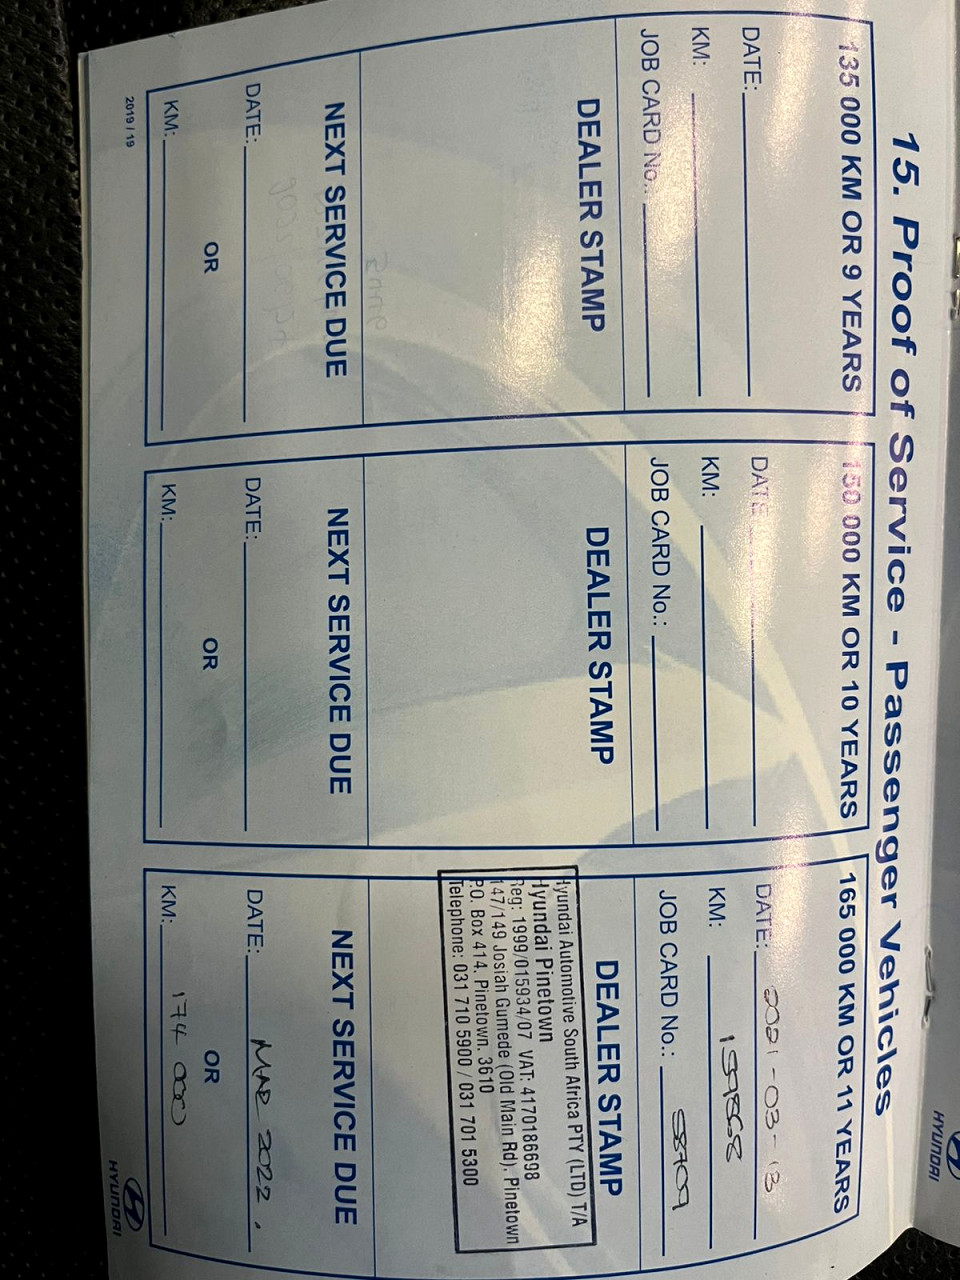 15. Proof of Service - Passenger Vehicles
135 000 KM OR 9 YEARS
DATE:
KM:
JOB CARD No.:
DEALER STAMP
NEXT SERVICE DUE
DATE:
OR
KM:
2019 / 19
150 000 KM OR 10 YEARS
DATE
KM:
JOB CARD No.:
DEALER STAMP
NEXT SERVICE DUE
DATE:
OR
KM:
165 000 KM OR 11 YEARS
DATE: 2021-03-13
KM: 159868
JOB CARD No.: 58709
DEALER STAMP
Hyundai Automotive South Africa PTY (LTD) T/A
Hyundai Pinetown
Reg: 1999/015934/07 VAT: 4170186698
147/149 Josiah Gumede (Old Main Rd), Pinetown
P.O. Box 414, Pinetown. 3610
Telephone: 031 710 5900 / 031 701 5300
NEXT SERVICE DUE
DATE: MAR 2022.
OR
KM: 174 000
HYUNDAI
HYUNDAI